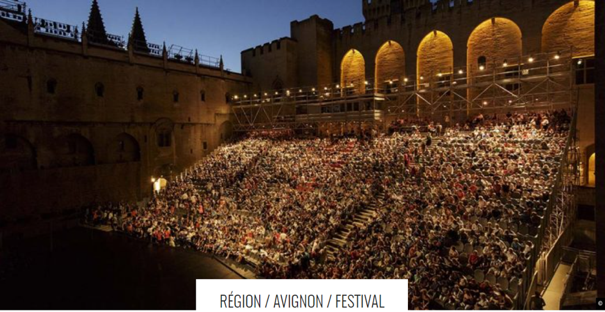 RÉGION / AVIGNON / FESTIVAL
©